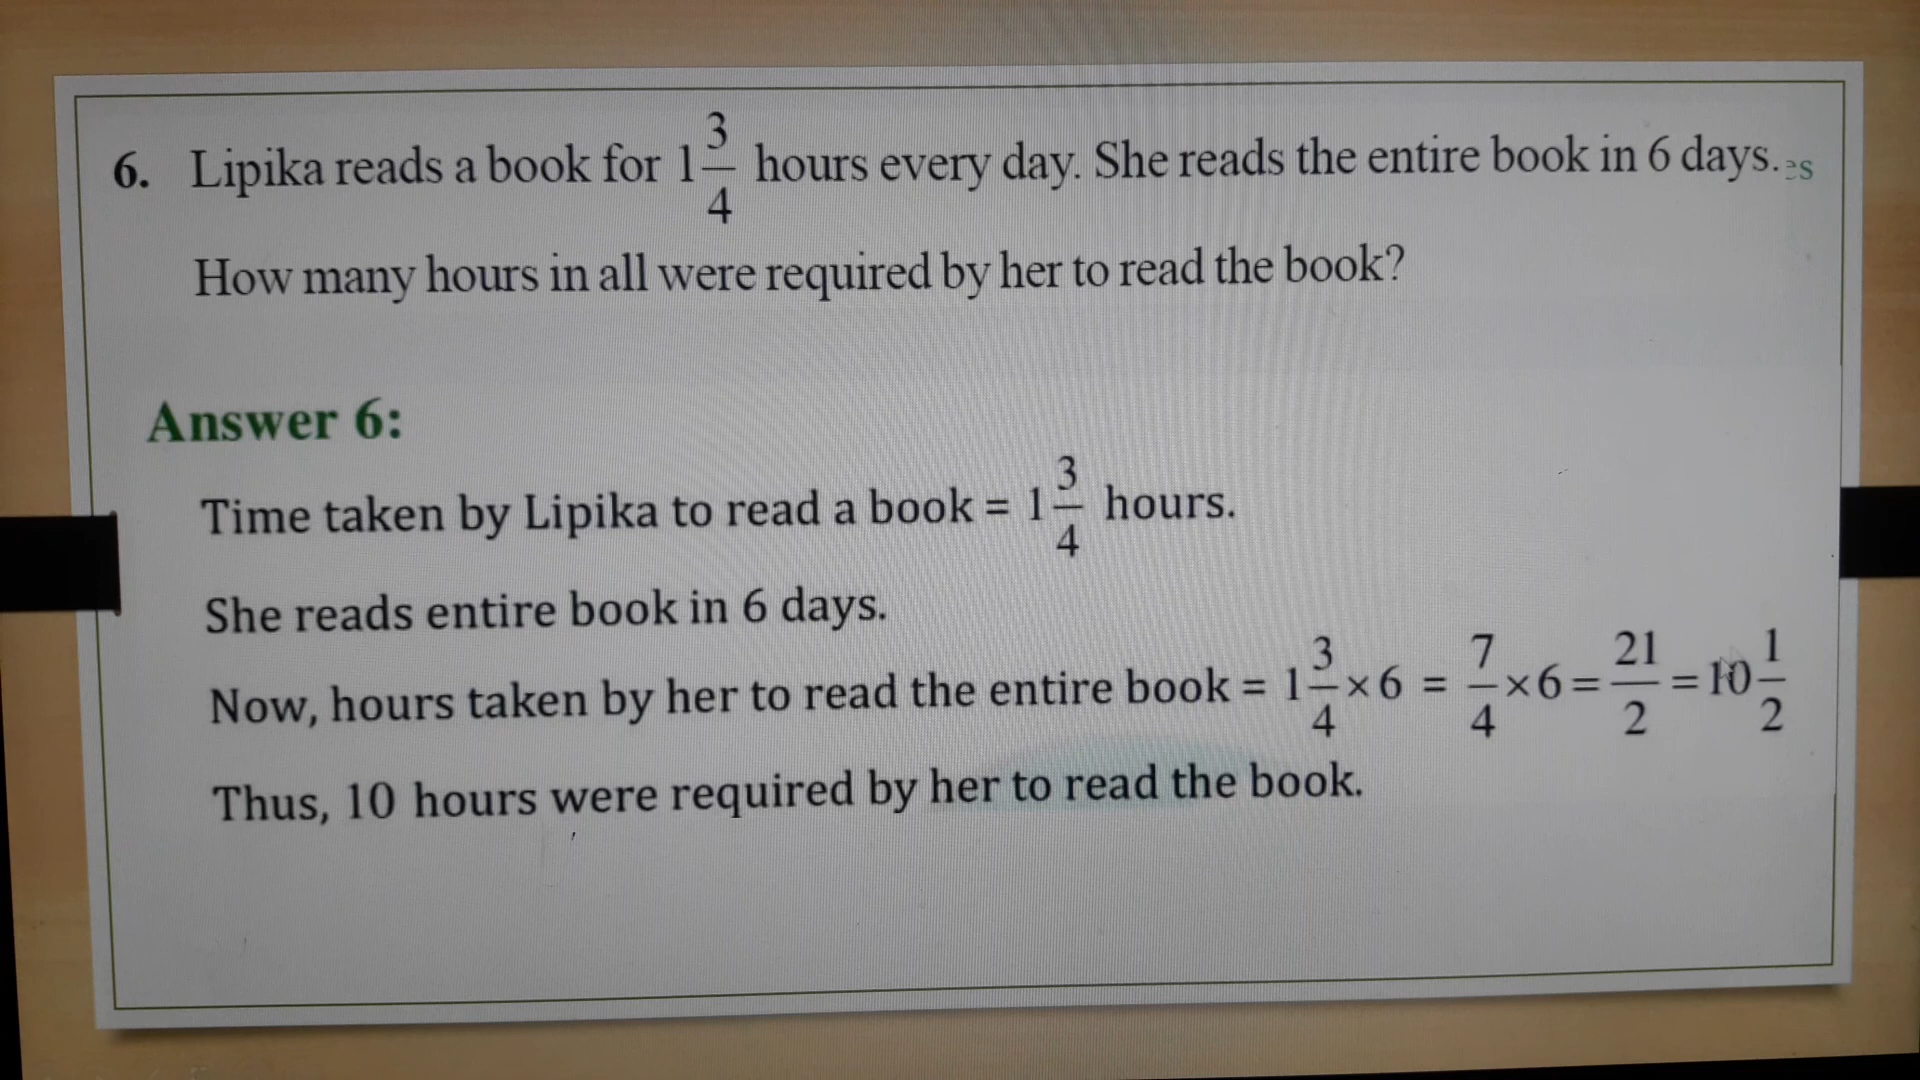 6. Lipika reads a book for 1 3/4 hours every day. She reads the entire book in 6 days.
How many hours in all were required by her to read the book?
Answer 6:
Time taken by Lipika to read a book = 1 3/4 hours.
She reads entire book in 6 days.
Now, hours taken by her to read the entire book = 1 3/4 × 6 = 7/4 × 6 = 21/2 = 10 1/2
Thus, 10 hours were required by her to read the book.